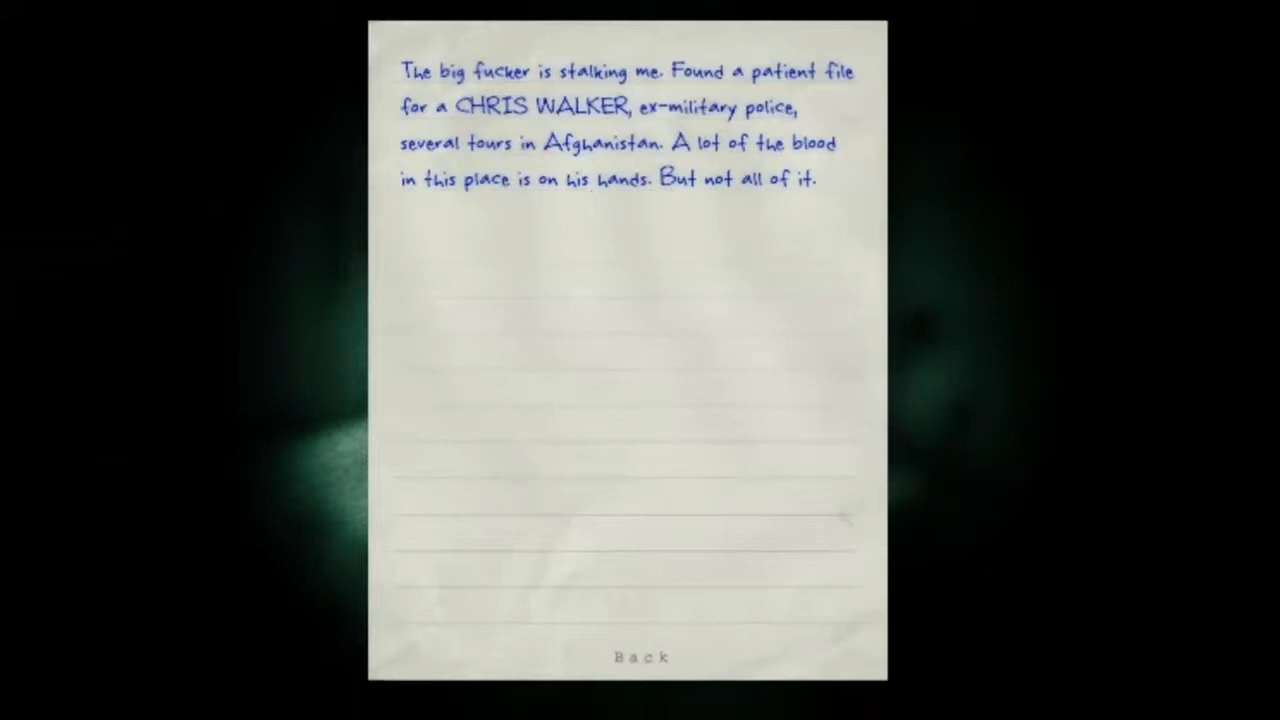 The big fucker is stalking me. Found a patient file
for a CHRIS WALKER, ex-military police,
several tours in Afghanistan. A lot of the blood
in this place is on his hands. But not all of it.
Back